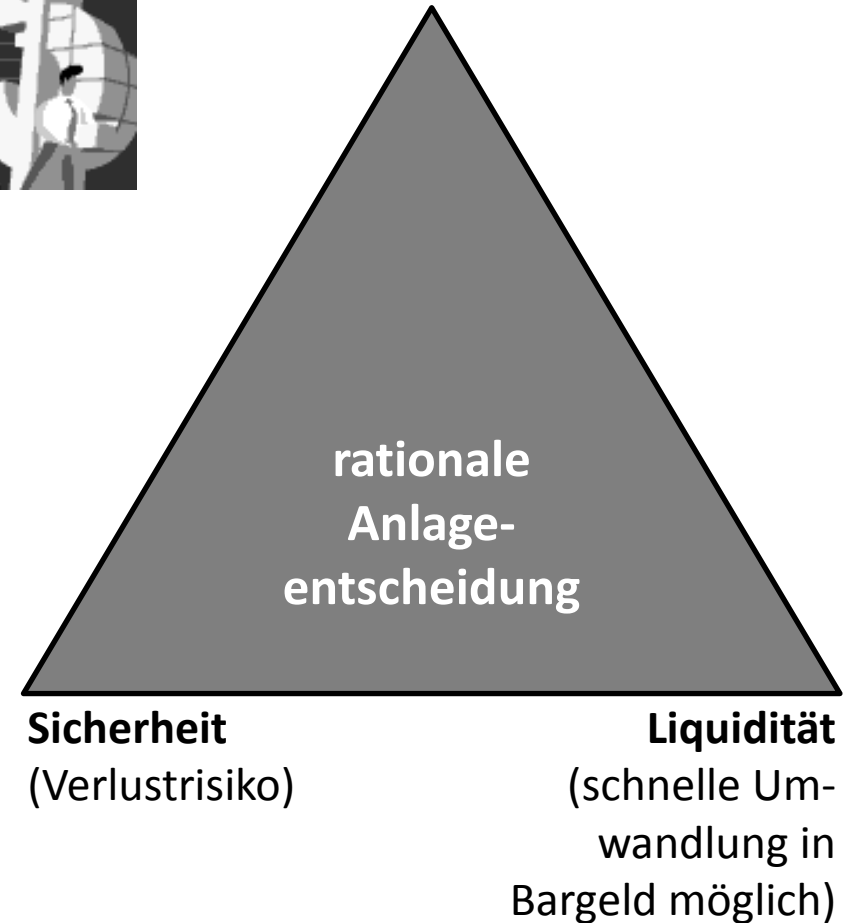 rationale
Anlage-
entscheidung
Sicherheit
(Verlustrisiko)
Liquidität
(schnelle Um-
wandlung in
Bargeld möglich)